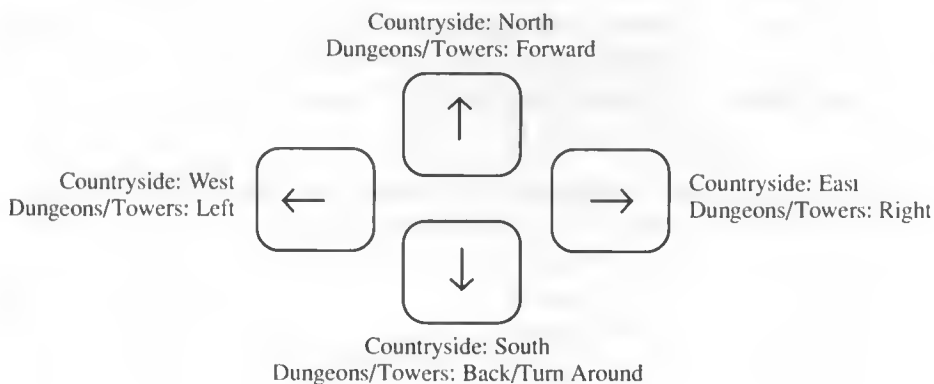 Countryside: North
Dungeons/Towers: Forward
Countryside: West
Dungeons/Towers: Left
Countryside: East
Dungeons/Towers: Right
Countryside: South
Dungeons/Towers: Back/Turn Around